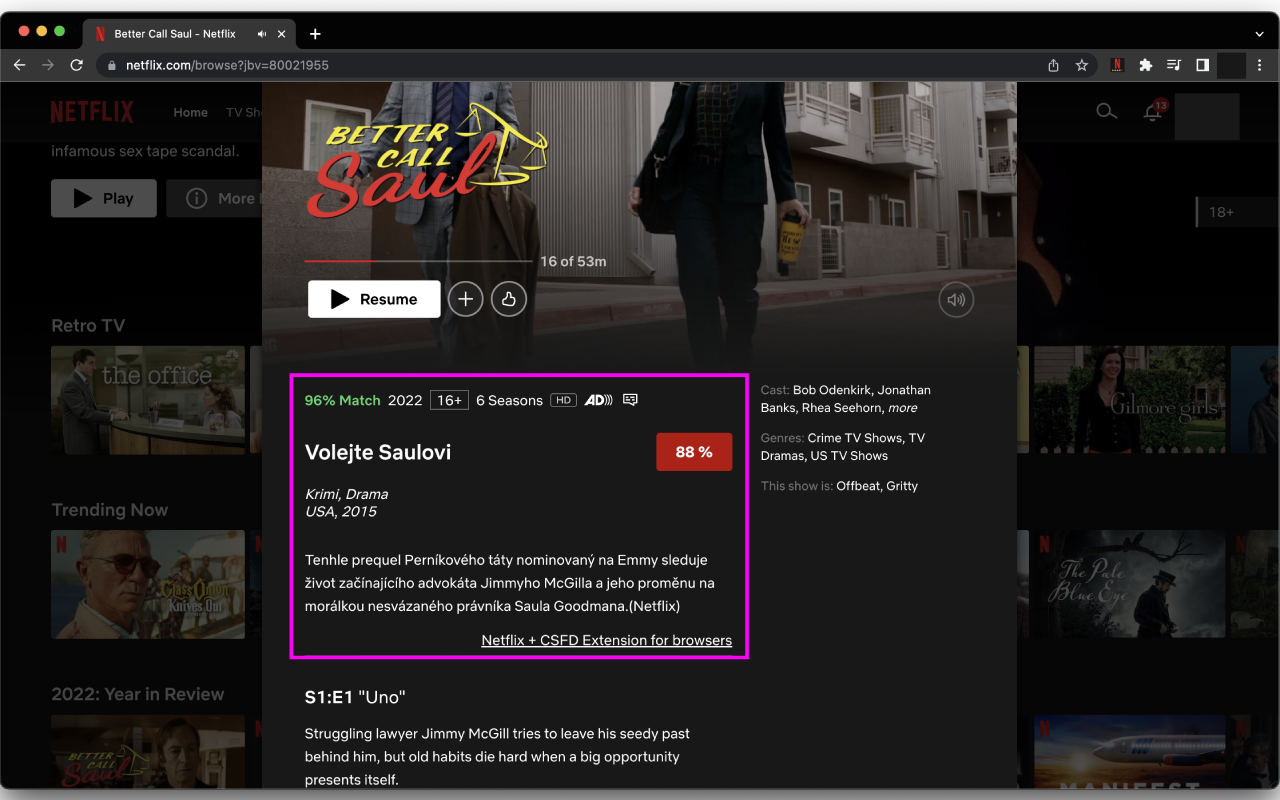 Better Call Saul - Netflix
netflix.com/browse?jbv=80021955
N
NETFLIX
Home
TV Sh
13
infamous sex tape scandal.
Play
More I
18+
BETTER
CALL
Saul
16 of 53m
Resume
Retro TV
the office
Gilmore girls
96% Match 2022 16+ 6 Seasons HD AD
Volejte Saulovi
88 %
Krimi, Drama
USA, 2015
Tenhle prequel Perníkového táty nominovaný na Emmy sleduje
život začínajícího advokáta Jimmyho McGilla a jeho proměnu na
morálkou nesvázaného právníka Saula Goodmana.(Netflix)
Netflix + CSFD Extension for browsers
Cast: Bob Odenkirk, Jonathan
Banks, Rhea Seehorn, more
Genres: Crime TV Shows, TV
Dramas, US TV Shows
This show is: Offbeat, Gritty
Trending Now
Glass Onion
Knives Out
The Pale
Blue Eye
S1:E1 "Uno"
Struggling lawyer Jimmy McGill tries to leave his seedy past
behind him, but old habits die hard when a big opportunity
presents itself.
2022: Year in Review
BETTER
CALL
Saul
MANIFEST